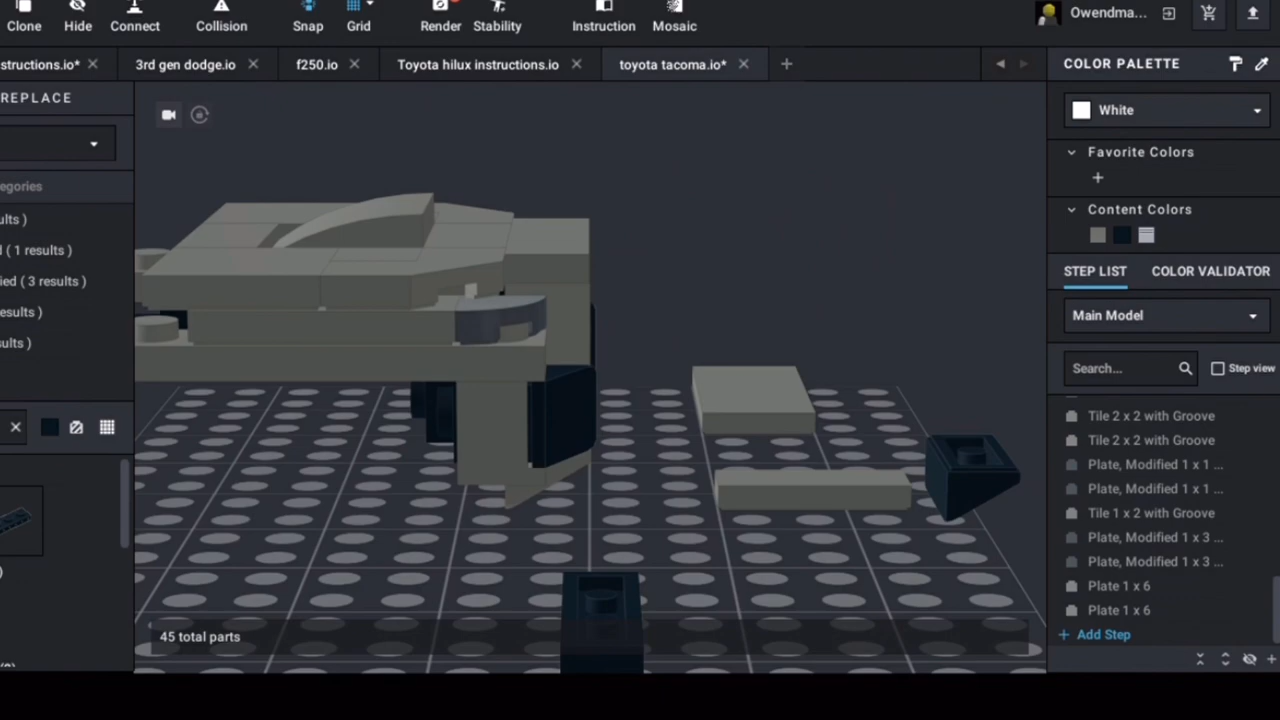 Clone Hide Connect Collision Snap Grid Render Stability Instruction Mosaic Owendma...
structions.io* 3rd gen dodge.io f250.io Toyota hilux instructions.io toyota tacoma.io*
COLOR PALETTE
REPLACE
White
Favorite Colors
egories
Content Colors
ults )
( 1 results )
ied ( 3 results )
esults )
sults )
STEP LIST COLOR VALIDATOR
Main Model
Search... Step view
Tile 2 x 2 with Groove
Tile 2 x 2 with Groove
Plate, Modified 1 x 1 ...
Plate, Modified 1 x 1 ...
Tile 1 x 2 with Groove
Plate, Modified 1 x 3 ...
Plate, Modified 1 x 3 ...
Plate 1 x 6
Plate 1 x 6
+ Add Step
45 total parts